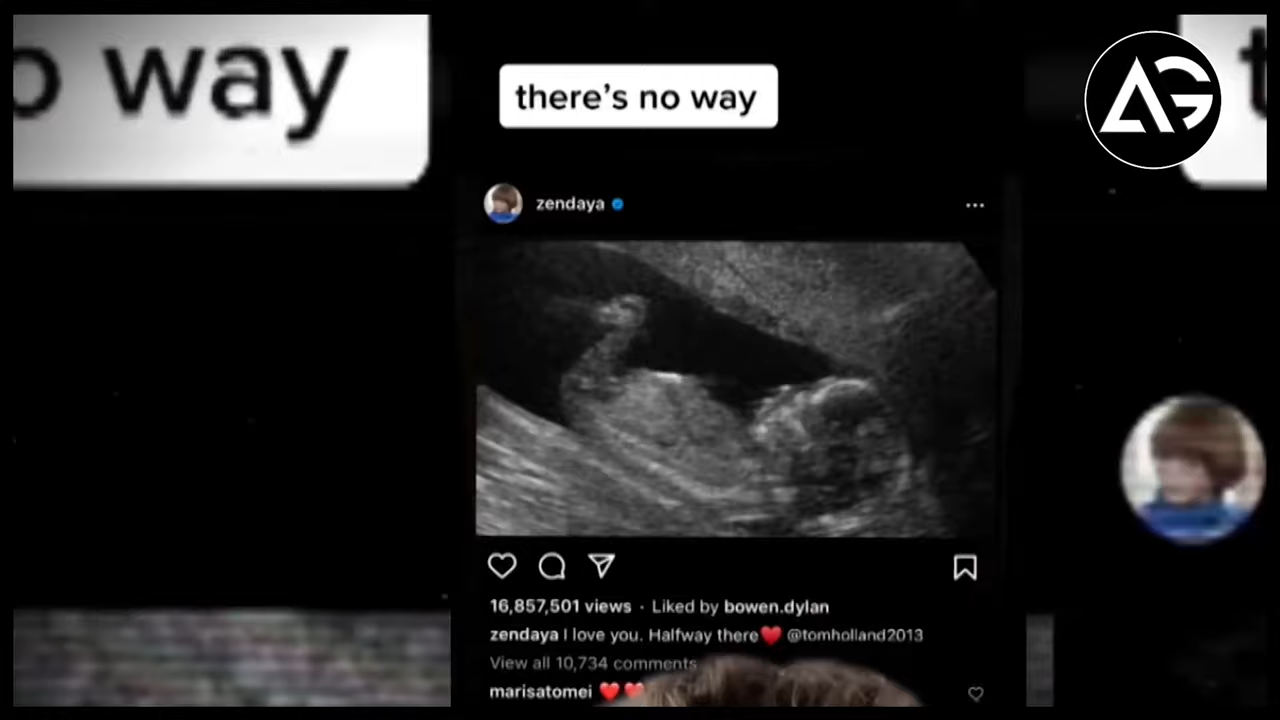 o way
there's no way
AG
t
zendaya
16,857,501 views · Liked by bowen.dylan
zendaya I love you. Halfway there❤️ @tomholland2013
View all 10,734 comments
marisatomei ❤️❤️